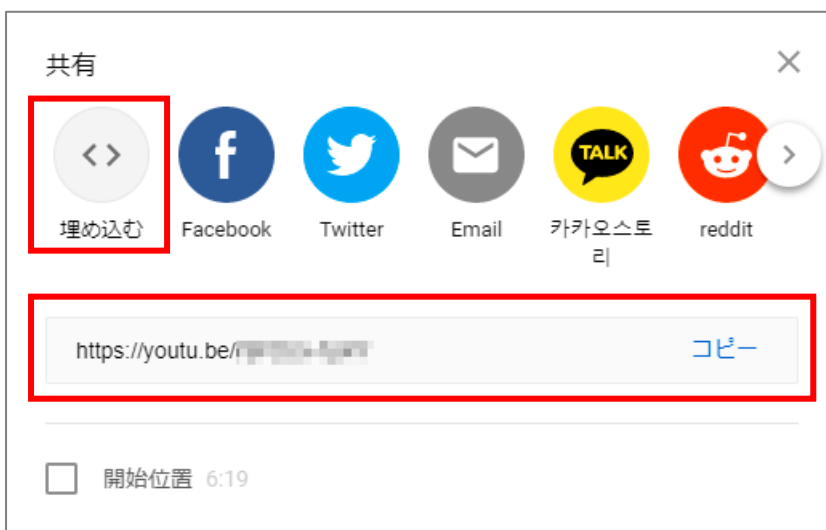 共有
埋め込む
Facebook
Twitter
Email
TALK
카카오스토
리
reddit
https://youtu.be/
コピー
開始位置 6:19